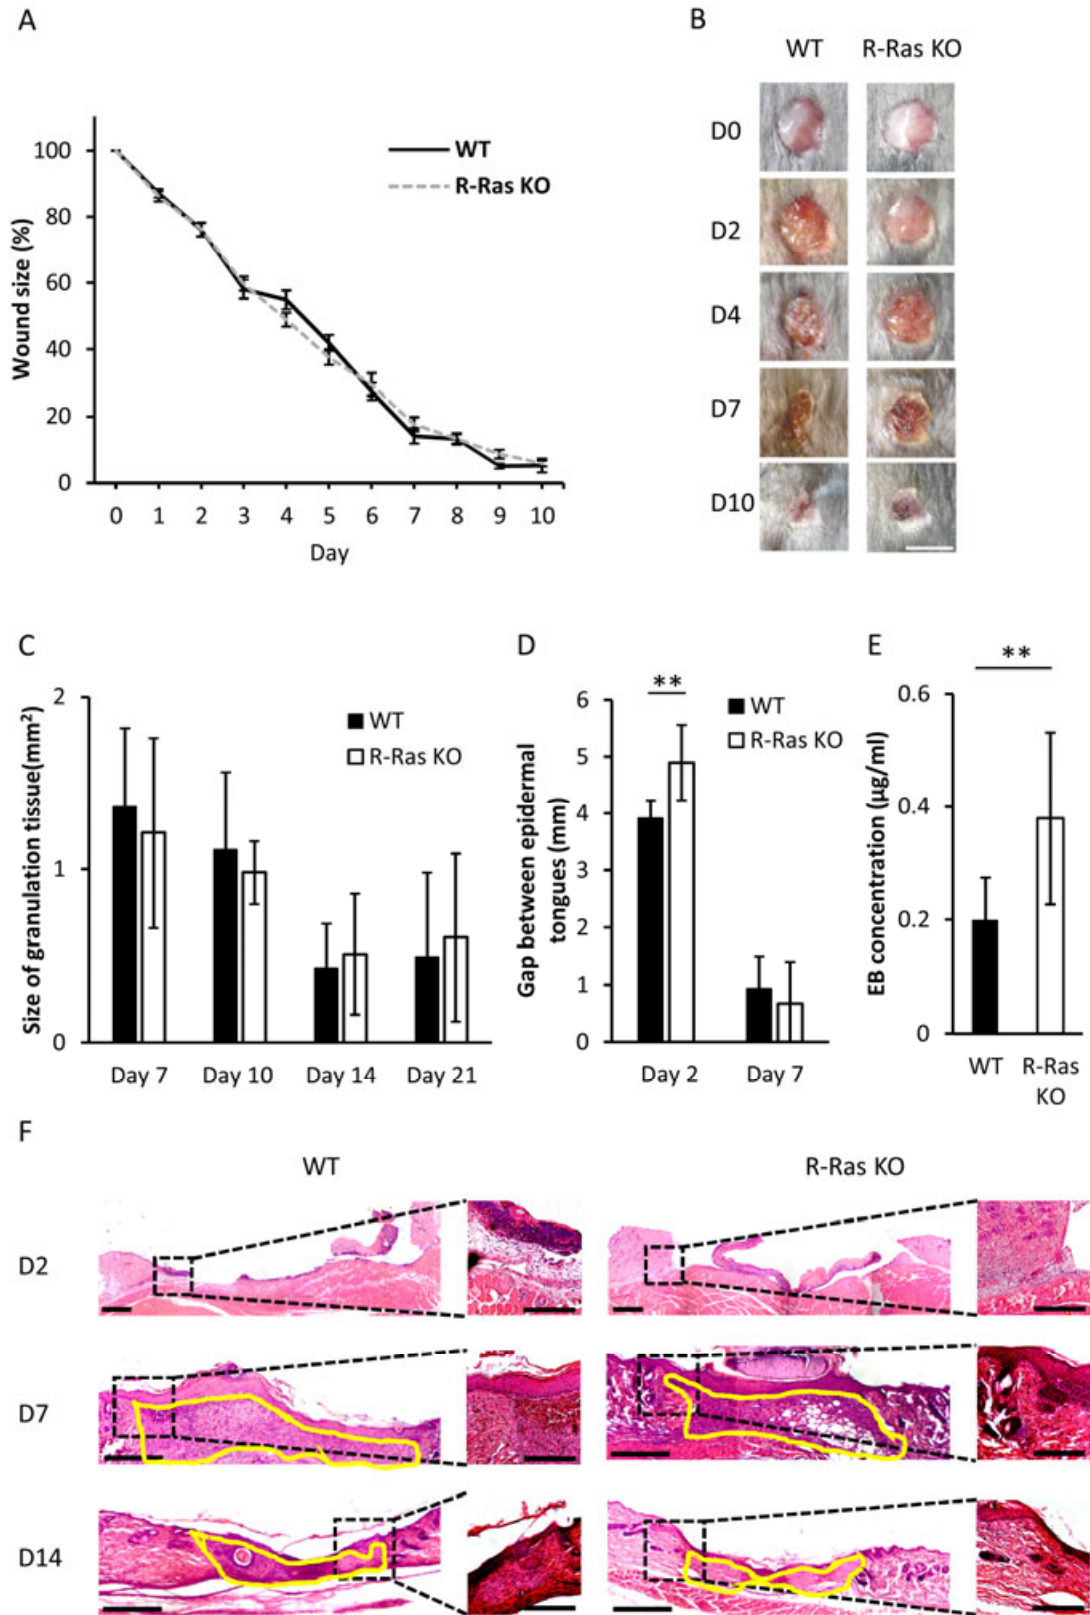 A
WT
R-Ras KO
Wound size (%)
100
80
60
40
20
0
0 1 2 3 4 5 6 7 8 9 10
Day
B
WT R-Ras KO
D0
D2
D4
D7
D10
C
Size of granulation tissue(mm²)
2
1
0
WT
R-Ras KO
Day 7 Day 10 Day 14 Day 21
D
**
Gap between epidermal
tongues (mm)
6
5
4
3
2
1
0
WT
R-Ras KO
Day 2 Day 7
E
**
EB concentration (µg/ml)
0.6
0.4
0.2
0
WT R-Ras
KO
F
WT R-Ras KO
D2
D7
D14